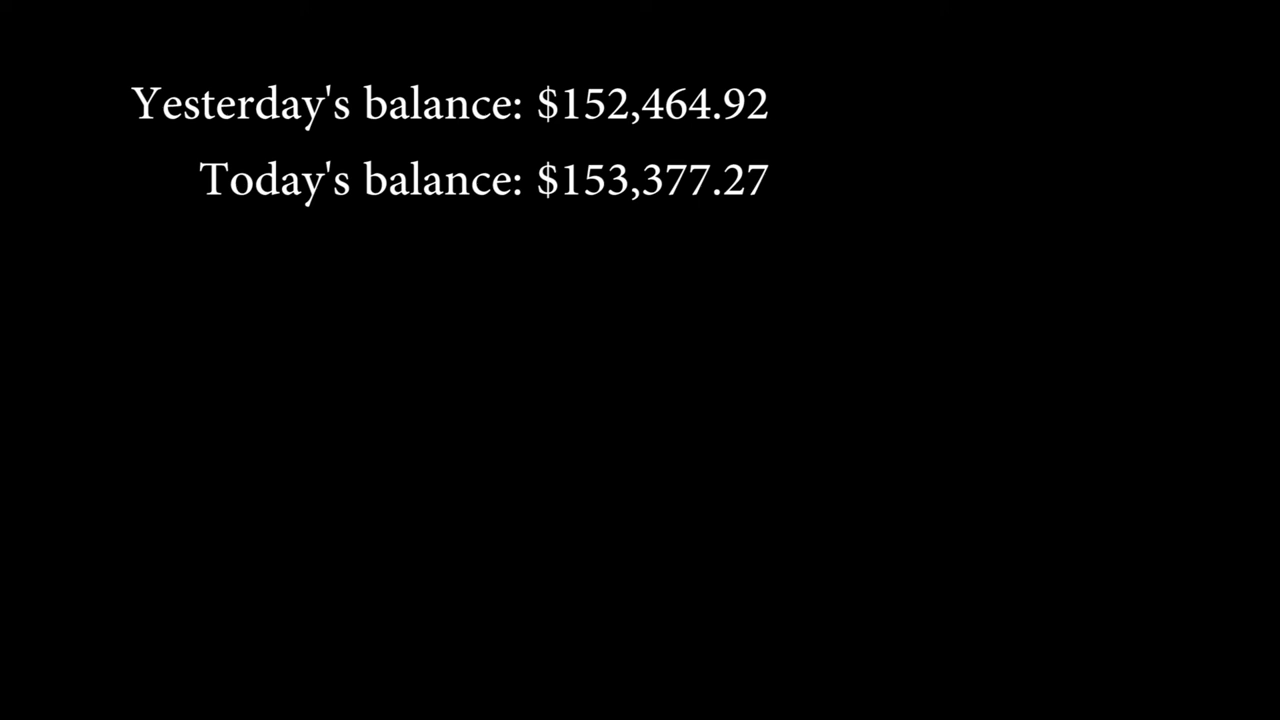 Yesterday's balance: $152,464.92
Today's balance: $153,377.27